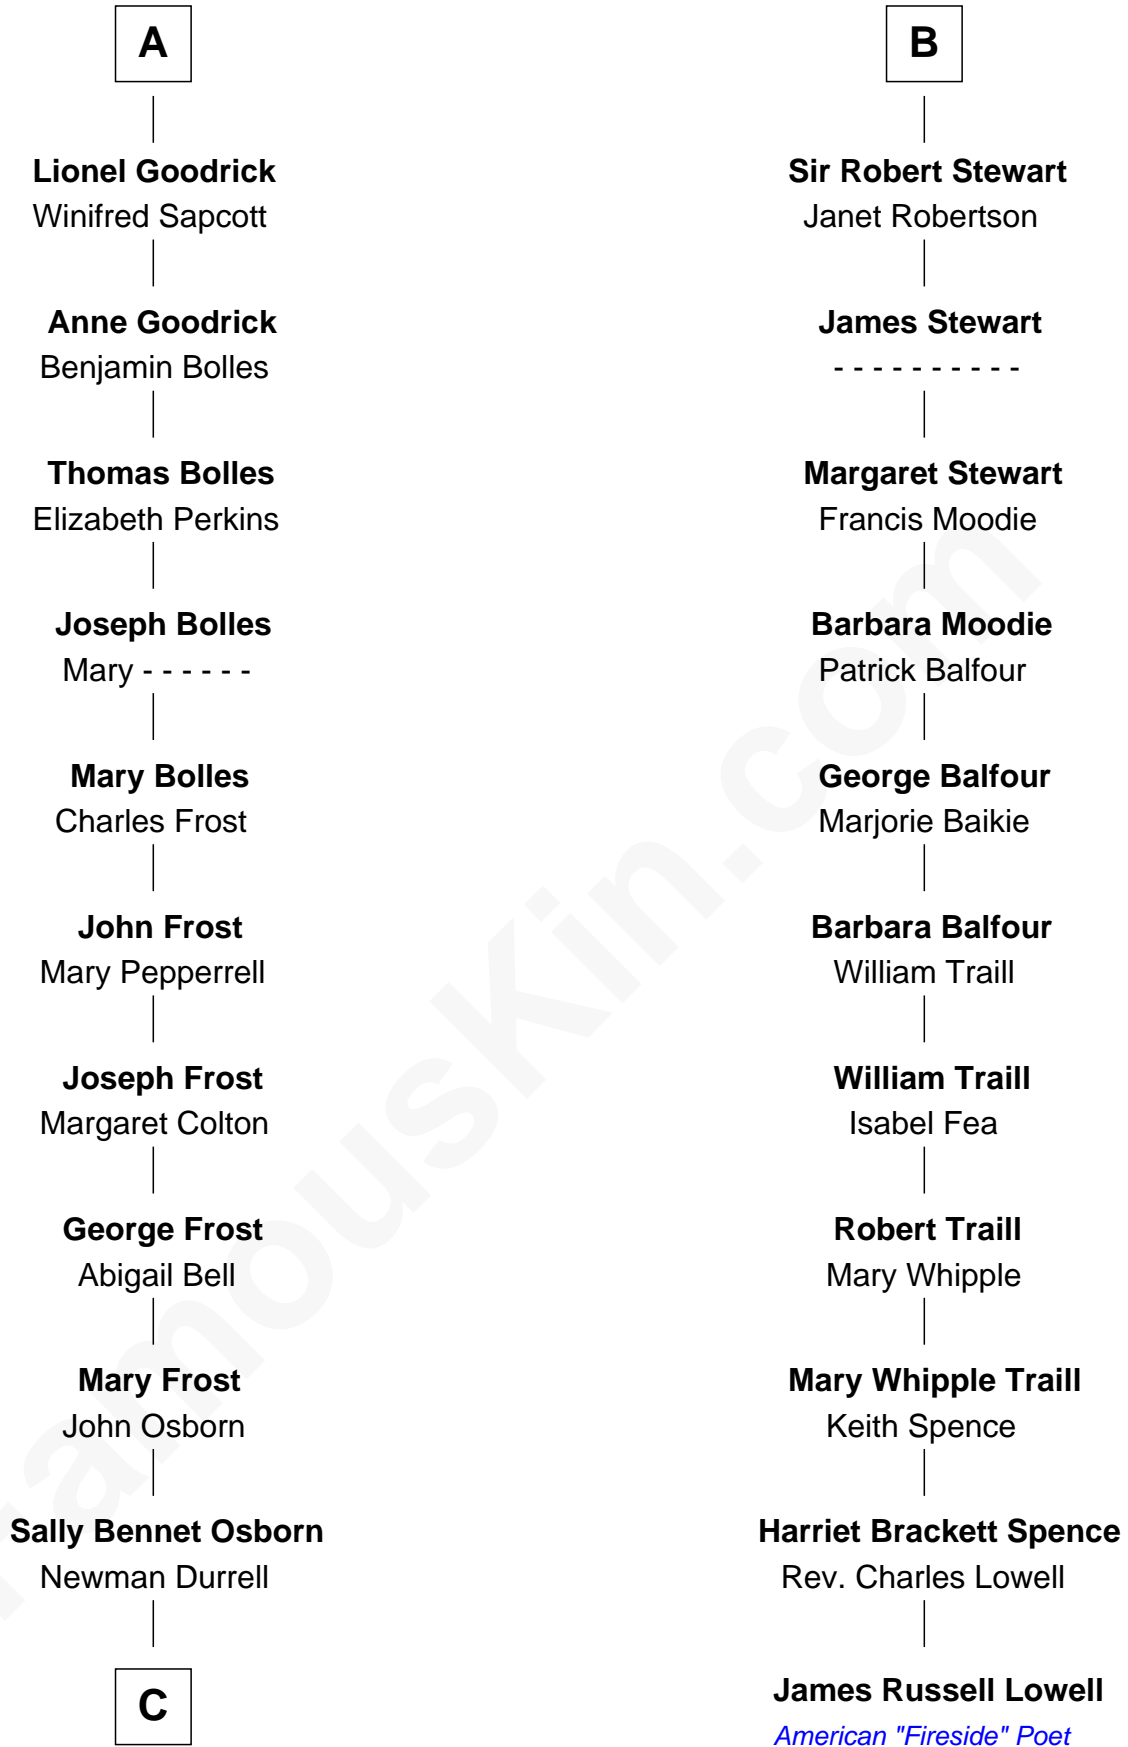 A
Lionel Goodrick
Winifred Sapcott
Anne Goodrick
Benjamin Bolles
Thomas Bolles
Elizabeth Perkins
Joseph Bolles
Mary - - - - - -
Mary Bolles
Charles Frost
John Frost
Mary Pepperrell
Joseph Frost
Margaret Colton
George Frost
Abigail Bell
Mary Frost
John Osborn
Sally Bennet Osborn
Newman Durrell
C
B
Sir Robert Stewart
Janet Robertson
James Stewart
- - - - - - - - - -
Margaret Stewart
Francis Moodie
Barbara Moodie
Patrick Balfour
George Balfour
Marjorie Baikie
Barbara Balfour
William Traill
William Traill
Isabel Fea
Robert Traill
Mary Whipple
Mary Whipple Traill
Keith Spence
Harriet Brackett Spence
Rev. Charles Lowell
James Russell Lowell
American "Fireside" Poet
FamousKin.com